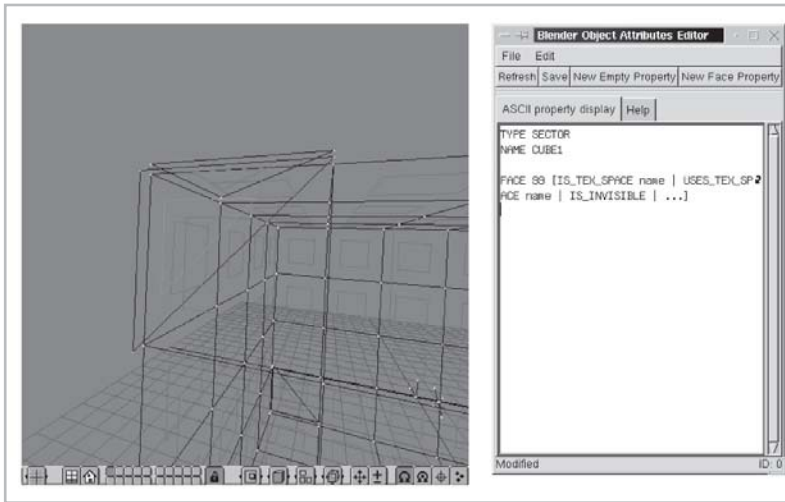 Blender Object Attributes Editor
File Edit
Refresh Save New Empty Property New Face Property
ASCII property display Help
TYPE SECTOR
NAME CUBE1
FACE 99 [IS_TEX_SPACE name | USES_TEX_SP
ACE name | IS_INVISIBLE | ...]
Modified ID: 0